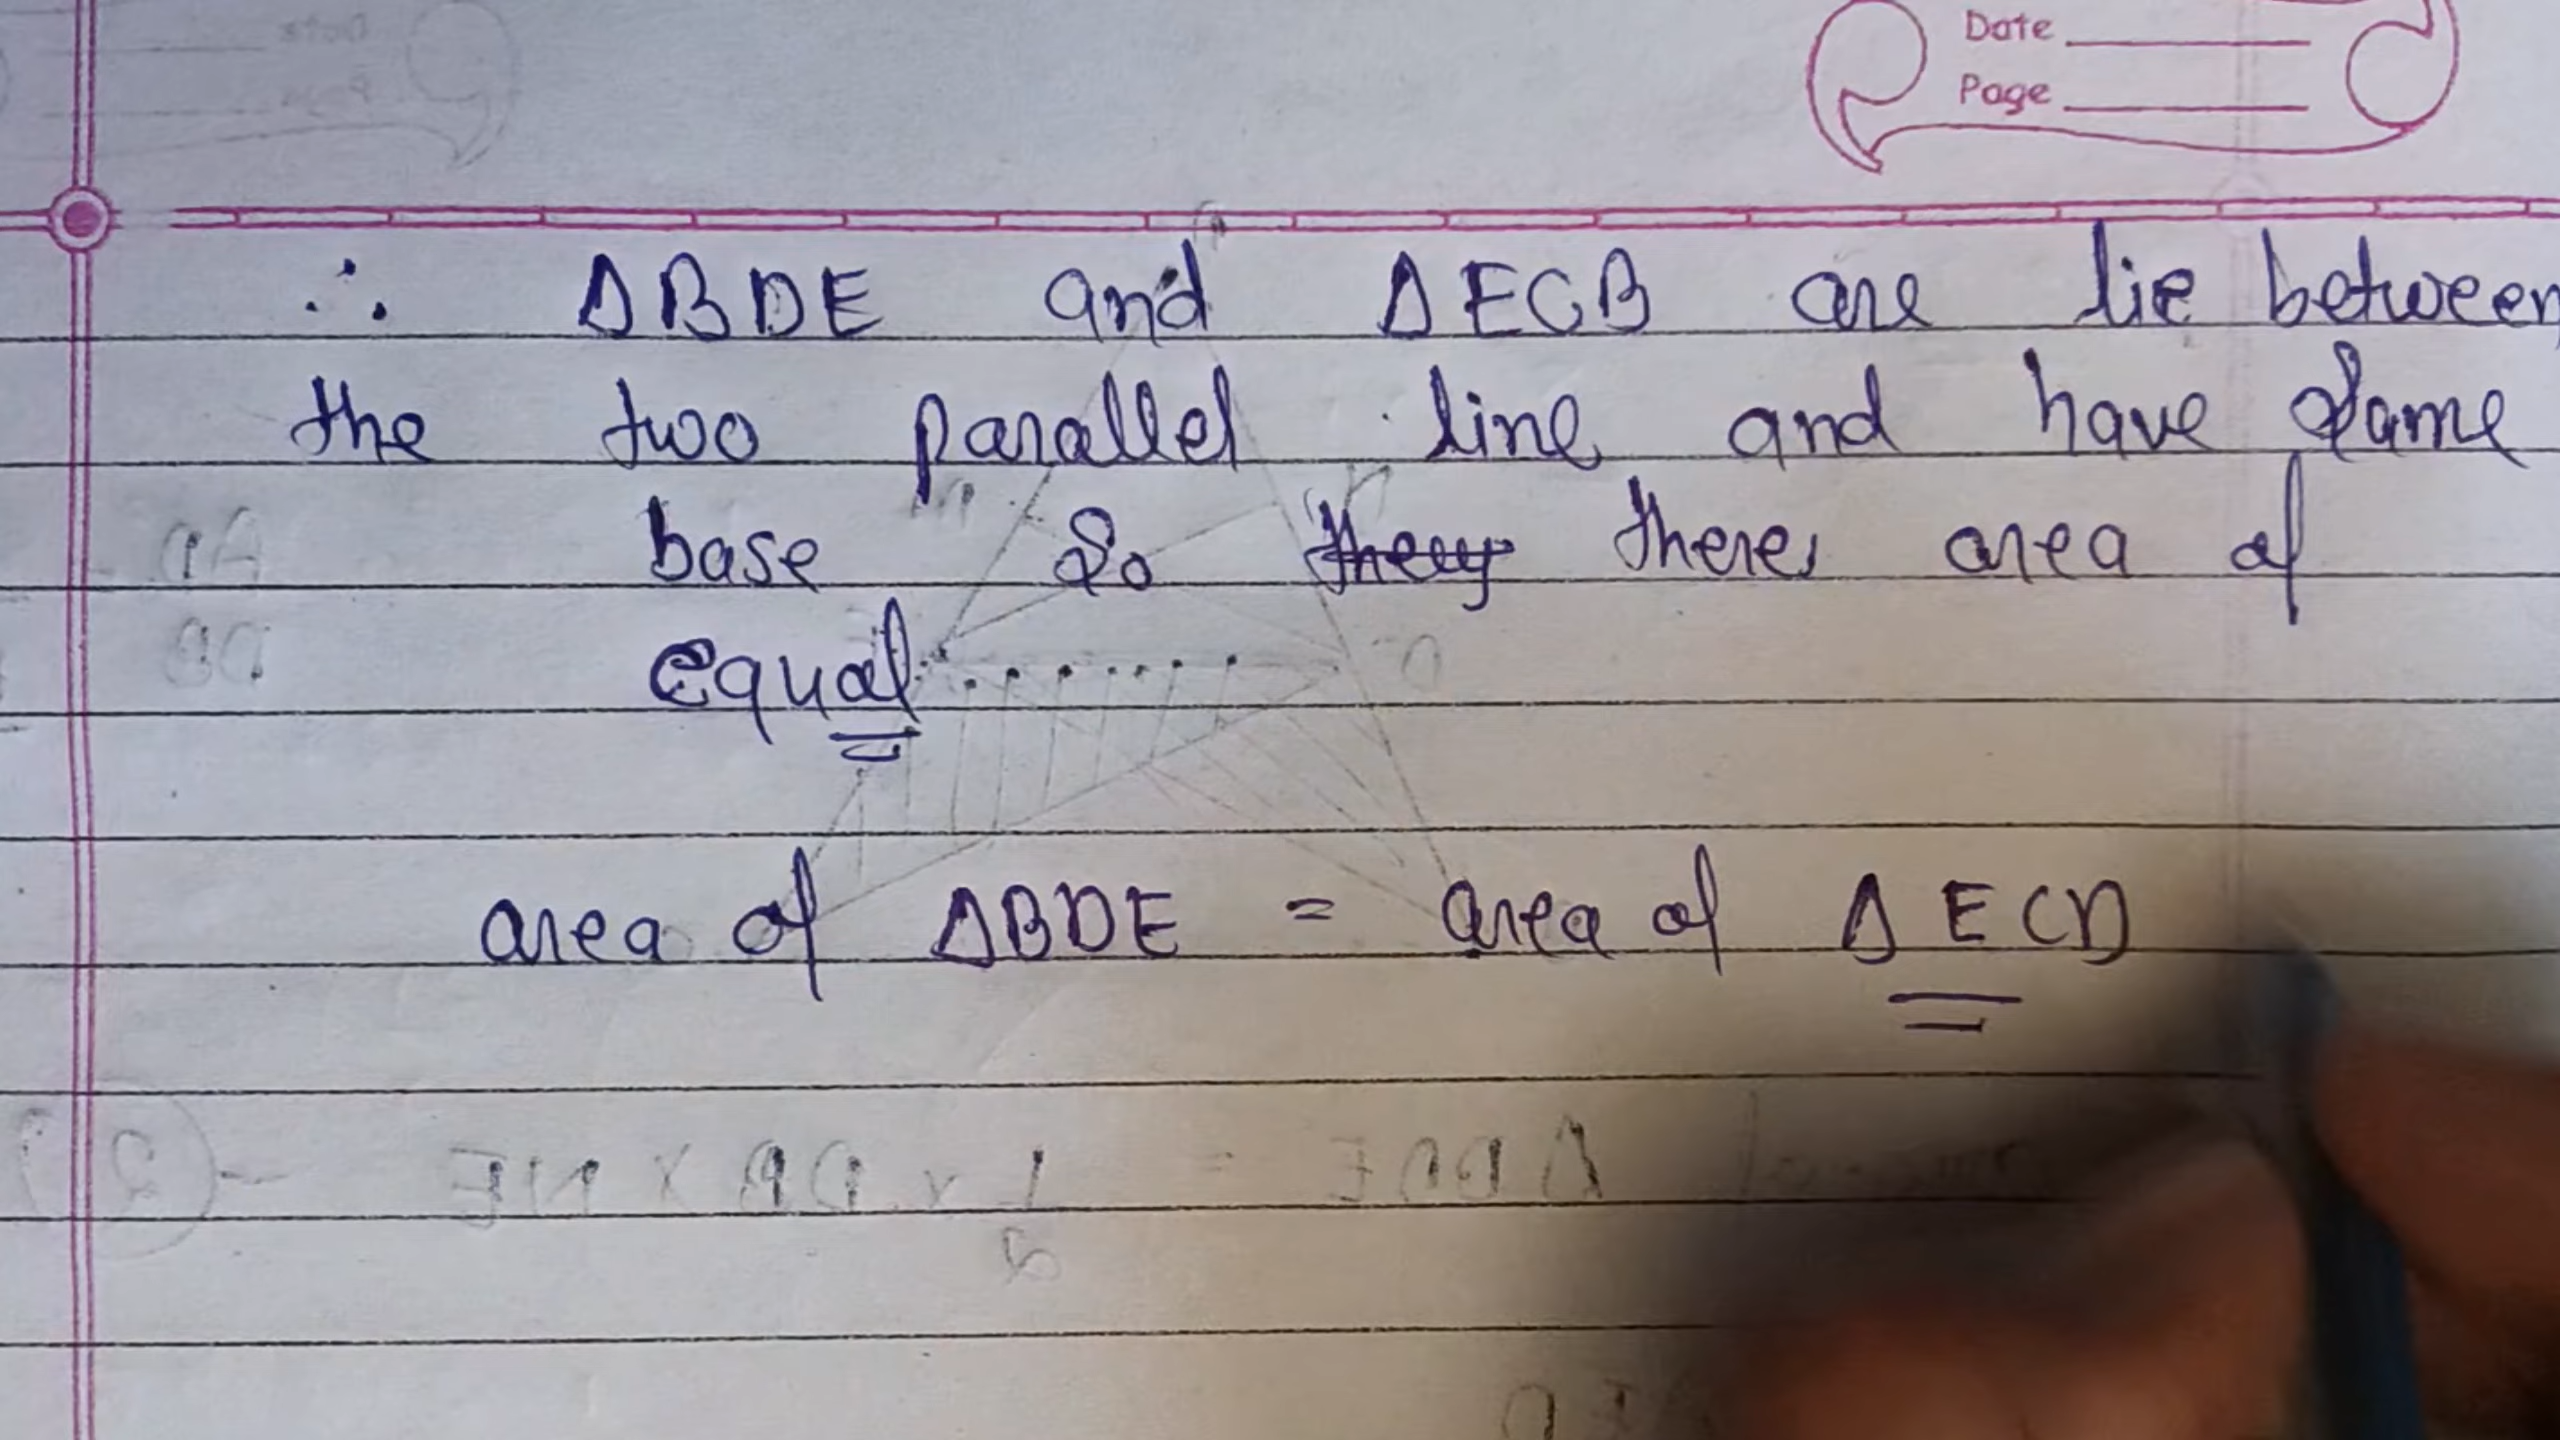 Date
Page
∴ ΔBDE and ΔECB are lie between
the two parallel line and have same
base So they there area of
equal
area of ΔBDE = area of ΔECD